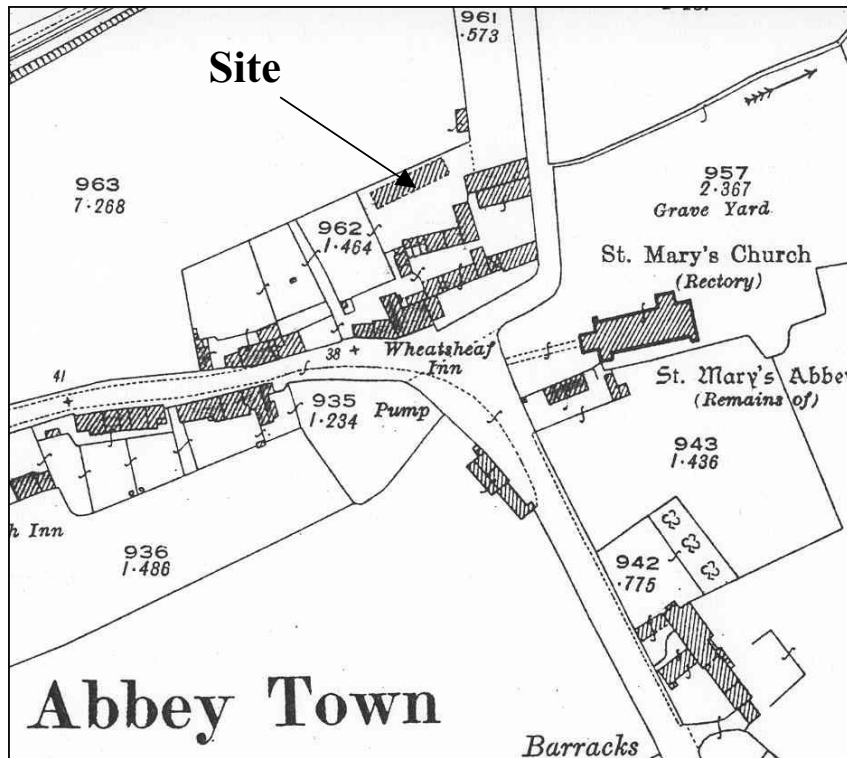 961
.573
Site
963
7.268
957
2.367
Grave Yard
962
1.464
St. Mary's Church
(Rectory)
38
Wheatsheaf
Inn
41
935
1.234
Pump
St. Mary's Abbey
(Remains of)
943
1.436
h Inn
936
1.486
942
.775
Abbey Town
Barracks